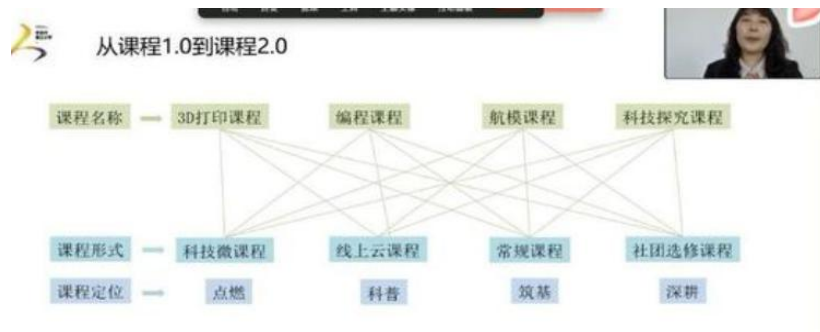 从课程1.0到课程2.0
课程名称 3D打印课程 编程课程 航模课程 科技探究课程
课程形式 科技微课程 线上云课程 常规课程 社团选修课程
课程定位 点燃 科普 筑基 深耕